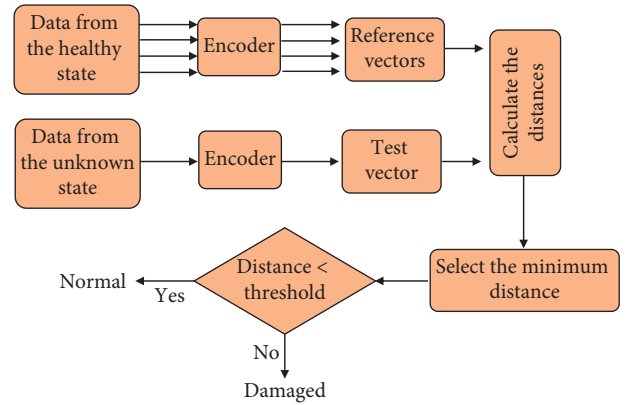 Data from
the healthy
state
Encoder
Reference
vectors
Calculate the
distances
Data from
the unknown
state
Encoder
Test
vector
Select the minimum
distance
Distance <
threshold
Yes
Normal
No
Damaged